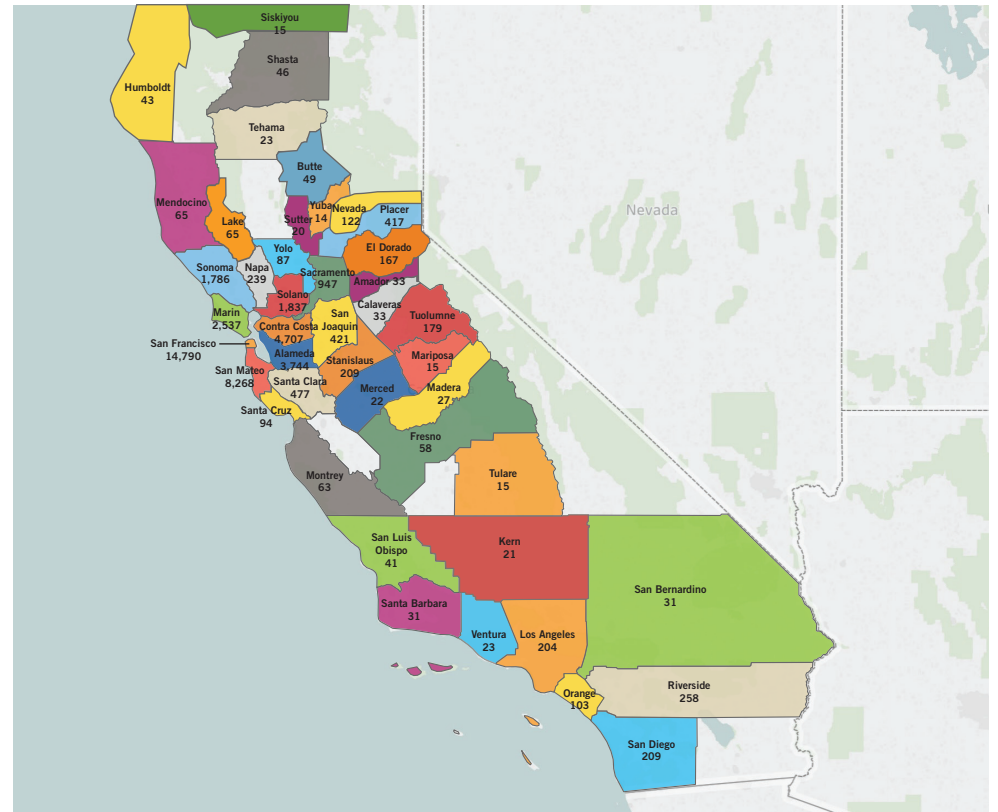 Siskiyou
15
Shasta
46
Humboldt
43
Tehama
23
Butte
49
Mendocino
65
Lake
65
Sutter
20
Yuba
14
Nevada
122
Placer
417
Nevada
Yolo
87
El Dorado
167
Sonoma
1,786
Napa
239
Sacramento
947
Amador 33
Solano
1,837
Calaveras
33
Marin
2,537
Contra Costa
4,707
San
Joaquin
421
Tuolumne
179
San Francisco
14,790
Alameda
3,744
Stanislaus
209
Mariposa
15
San Mateo
8,268
Santa Clara
477
Merced
22
Madera
27
Santa Cruz
94
Fresno
58
Montrey
63
Tulare
15
San Luis
Obispo
41
Kern
21
San Bernardino
31
Santa Barbara
31
Ventura
23
Los Angeles
204
Orange
103
Riverside
258
San Diego
209